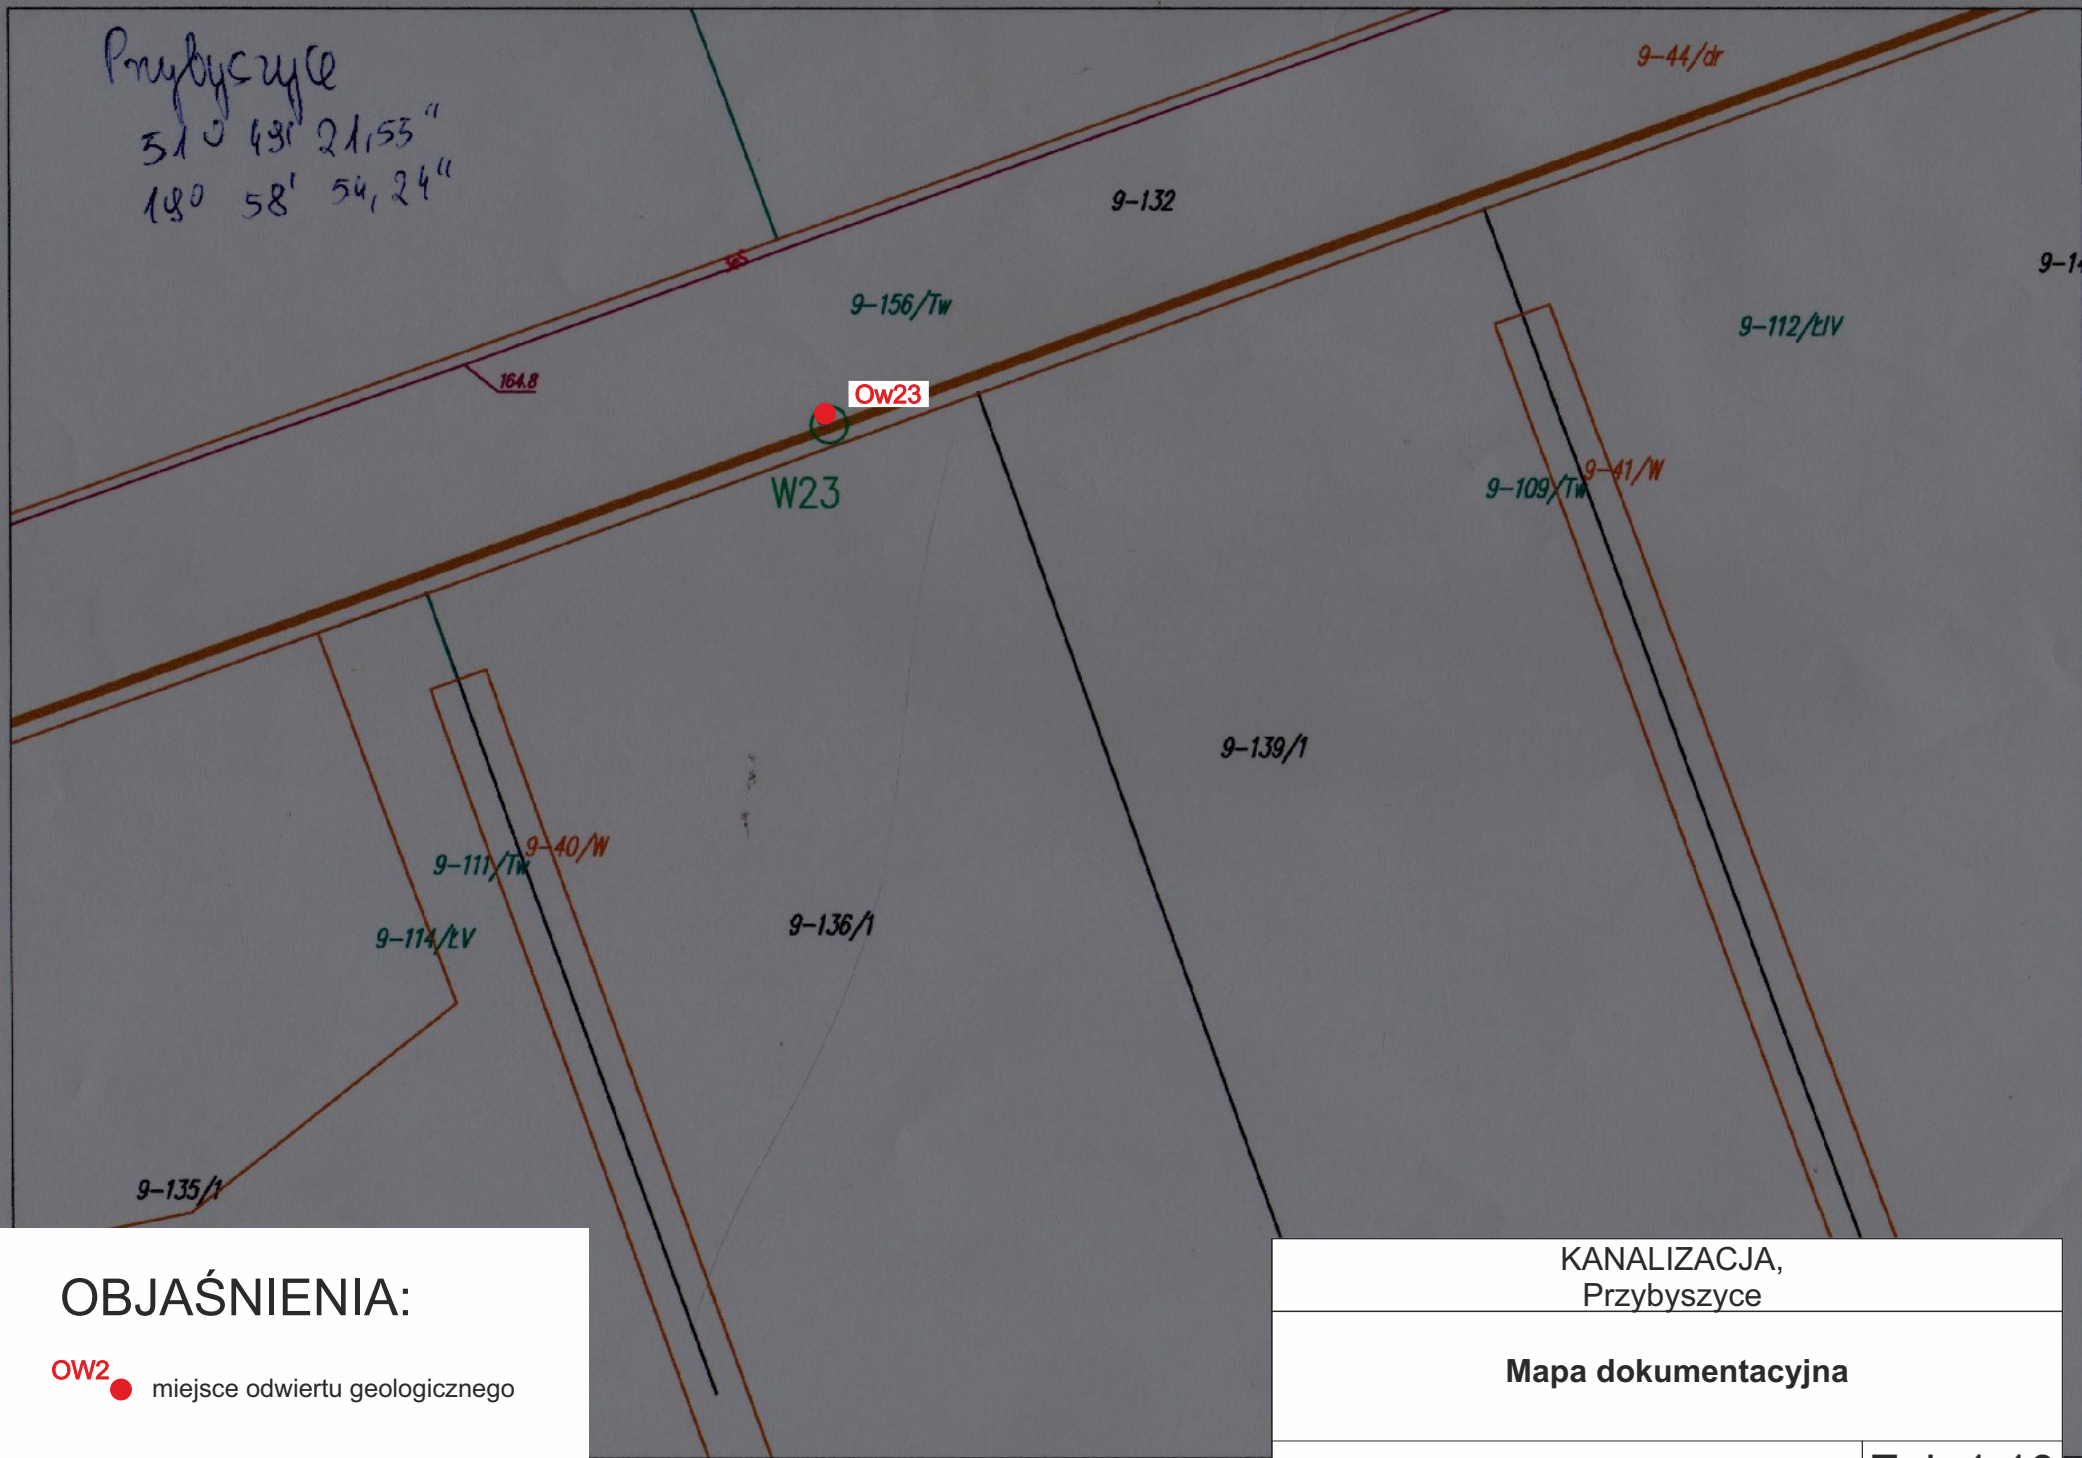 Przybyszyce
51° 49' 21,55"
19° 58' 54,24"
9-44/dr
9-132
9-156/Tw
9-112/ŁIV
164.8
Ow23
W23
9-109/Tw
9-41/W
9-139/1
9-40/W
9-111/Tw
9-136/1
9-114/ŁV
9-135/1
OBJAŚNIENIA:
OW2
miejsce odwiertu geologicznego
KANALIZACJA,
Przybyszyce
Mapa dokumentacyjna